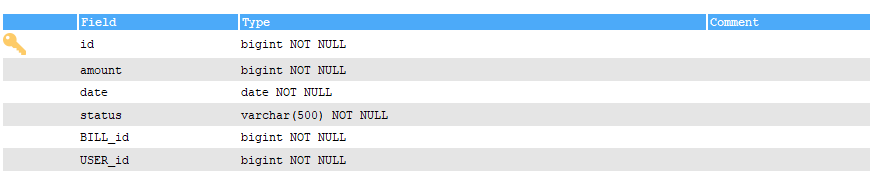 Field Type Comment
id bigint NOT NULL
amount bigint NOT NULL
date date NOT NULL
status varchar(500) NOT NULL
BILL_id bigint NOT NULL
USER_id bigint NOT NULL